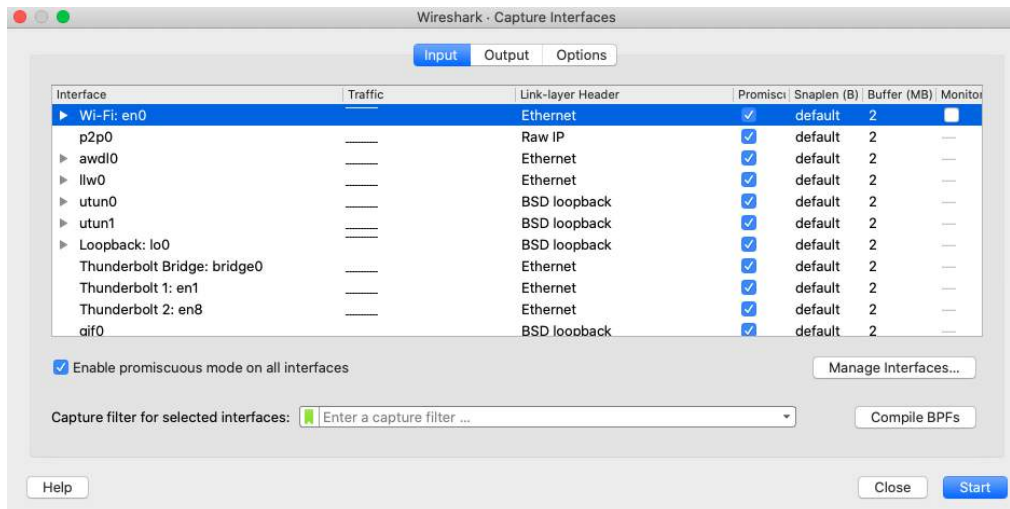 Wireshark · Capture Interfaces
Input Output Options
Interface Traffic Link-layer Header Promisc Snaplen (B) Buffer (MB) Monitor
Wi-Fi: en0 Ethernet default 2
p2p0 Raw IP default 2 —
awdl0 Ethernet default 2 —
llw0 Ethernet default 2 —
utun0 BSD loopback default 2 —
utun1 BSD loopback default 2 —
Loopback: lo0 BSD loopback default 2 —
Thunderbolt Bridge: bridge0 Ethernet default 2 —
Thunderbolt 1: en1 Ethernet default 2 —
Thunderbolt 2: en8 Ethernet default 2 —
gif0 BSD loopback default 2 —
Enable promiscuous mode on all interfaces
Manage Interfaces...
Capture filter for selected interfaces: Enter a capture filter ... Compile BPFs
Help Close Start